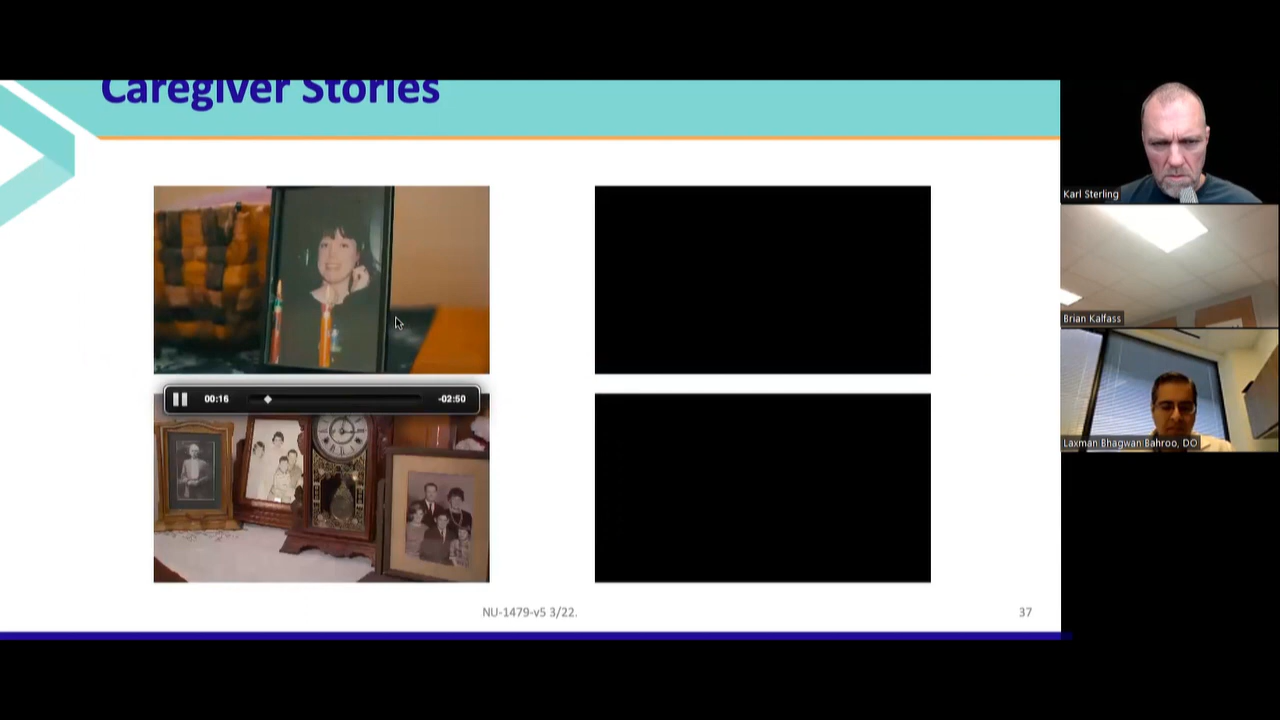 Caregiver Stories
Karl Sterling
Brian Kalfass
00:16
-02:50
Laxman Bhagwan Bahroo, DO
NU-1479-v5 3/22.
37